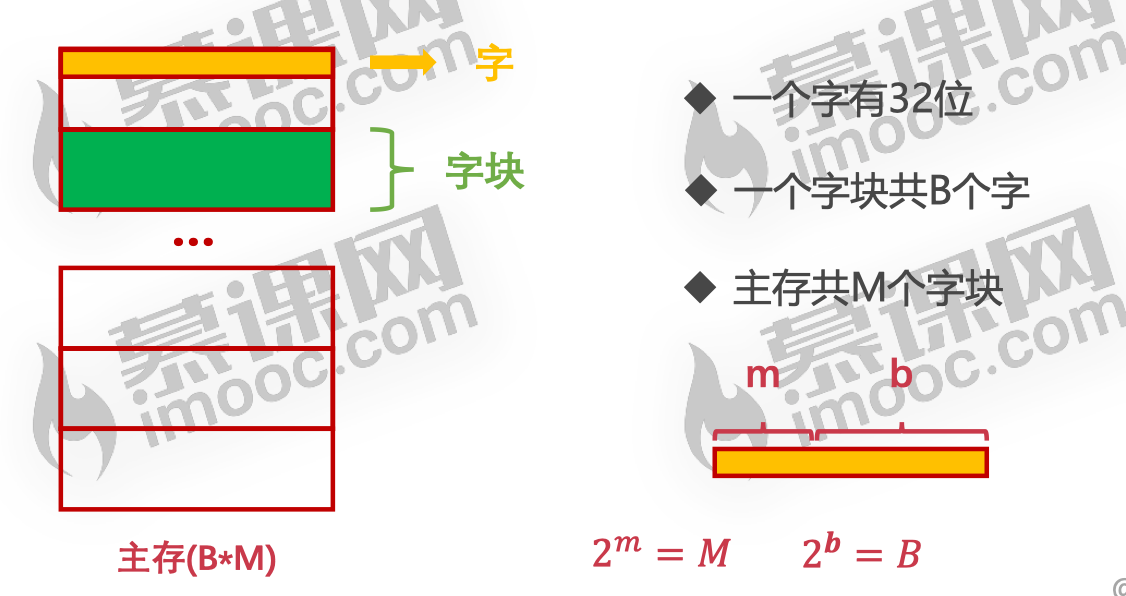 字
字块
...
主存(B*M)
◆ 一个字有32位
◆ 一个字块共B个字
◆ 主存共M个字块
m b
2^m = M 2^b = B
慕课网
imooc.com
慕课网
imooc.com
慕课网
imooc.com
慕课网
imooc.com